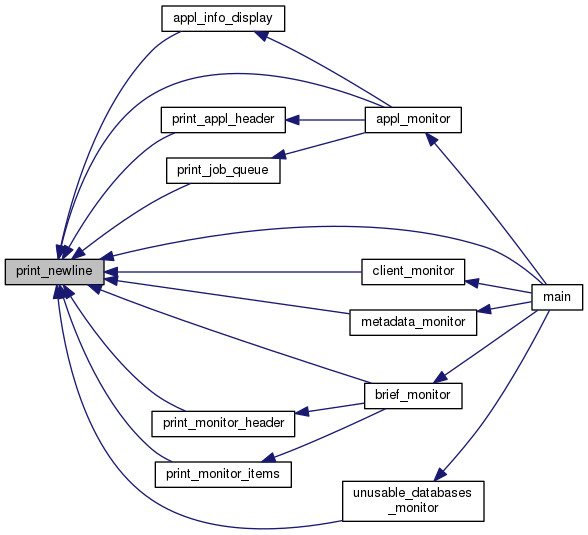 appl_info_display
print_appl_header
appl_monitor
print_job_queue
print_newline
client_monitor
main
metadata_monitor
brief_monitor
print_monitor_header
print_monitor_items
unusable_databases
_monitor